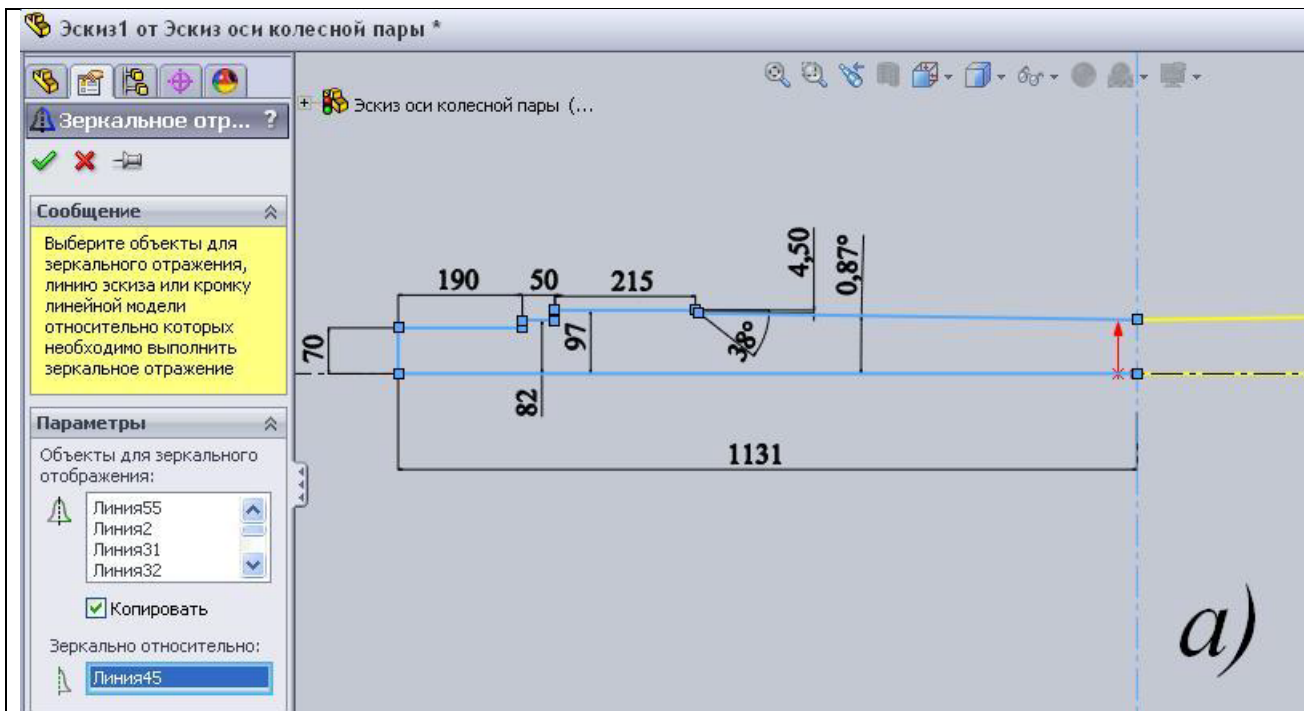 Эскиз1 от Эскиз оси колесной пары *
Зеркальное отр... ?
Эскиз оси колесной пары (...
Сообщение
Выберите объекты для
зеркального отражения,
линию эскиза или кромку
линейной модели
относительно которых
необходимо выполнить
зеркальное отражение
Параметры
Объекты для зеркального
отображения:
Линия55
Линия2
Линия31
Линия32
Копировать
Зеркально относительно:
Линия45
190 50 215
4,50
0,87°
70
97
38°
82
1131
а)